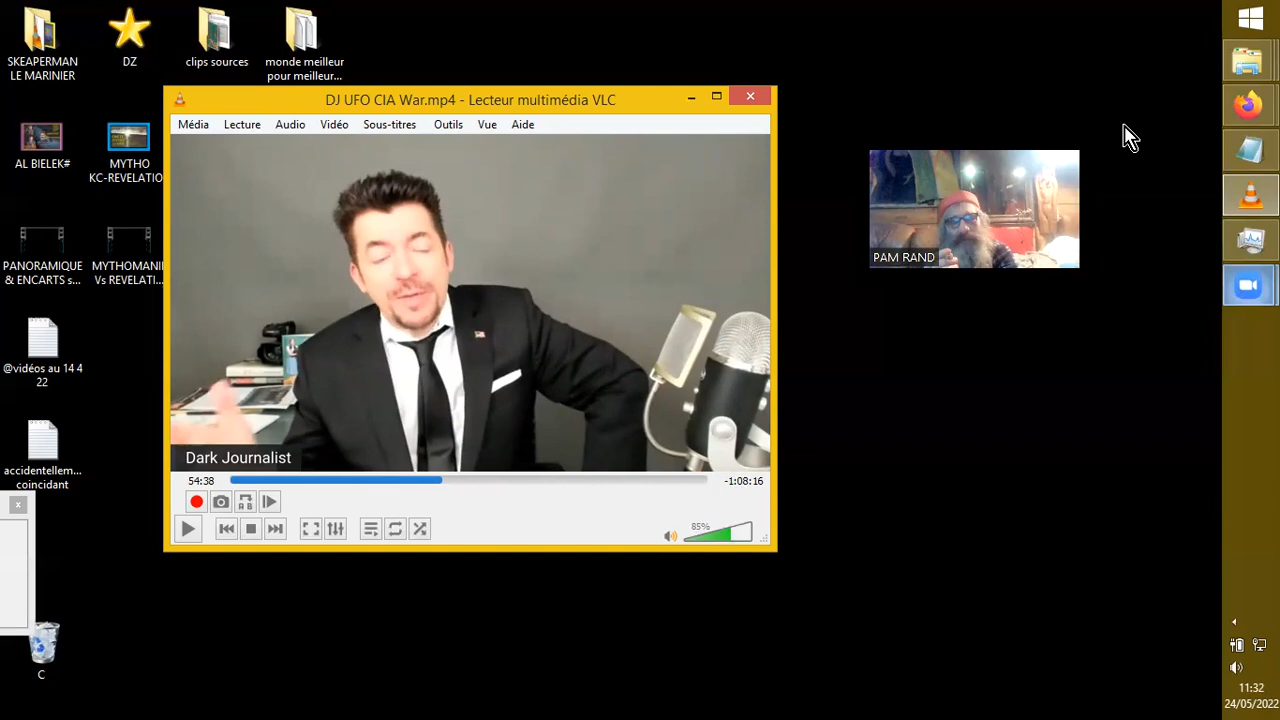 SKEAPERMAN
LE MARINIER
DZ
clips sources
monde meilleur
pour meilleur...
DJ UFO CIA War.mp4 - Lecteur multimédia VLC
Média Lecture Audio Vidéo Sous-titres Outils Vue Aide
AL BIELEK#
MYTHO
KC-REVELATIO
PANORAMIQUE
& ENCARTS s...
MYTHOMANI
Vs REVELATI...
@vidéos au 14 4
22
accidentellem...
coincidant
Dark Journalist
PAM RAND
54:38
-1:08:16
85%
x
C
11:32
24/05/2022